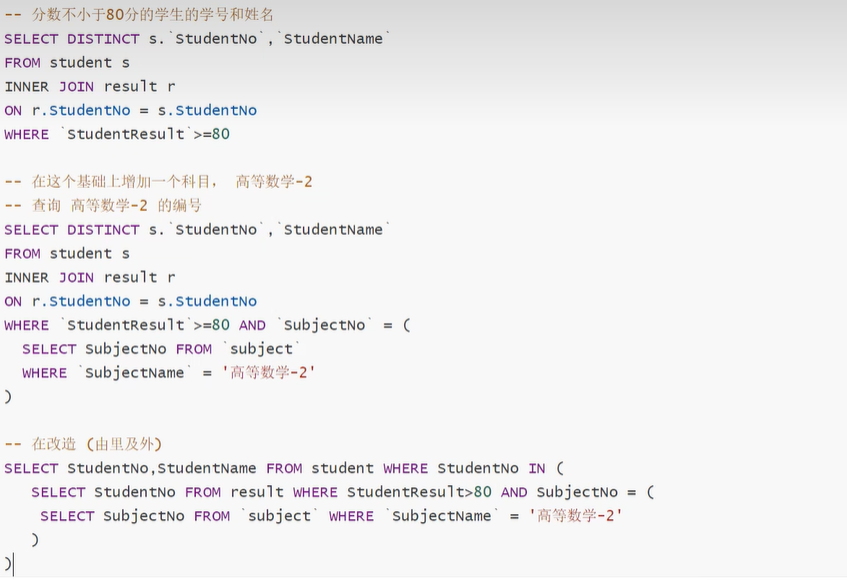 -- 分数不小于80分的学生的学号和姓名
SELECT DISTINCT s.`StudentNo`,`StudentName`
FROM student s
INNER JOIN result r
ON r.StudentNo = s.StudentNo
WHERE `StudentResult`>=80
-- 在这个基础上增加一个科目， 高等数学-2
-- 查询 高等数学-2 的编号
SELECT DISTINCT s.`StudentNo`,`StudentName`
FROM student s
INNER JOIN result r
ON r.StudentNo = s.StudentNo
WHERE `StudentResult`>=80 AND `SubjectNo` = (
SELECT SubjectNo FROM `subject`
WHERE `SubjectName` = '高等数学-2'
)
-- 在改造 (由里及外)
SELECT StudentNo,StudentName FROM student WHERE StudentNo IN (
SELECT StudentNo FROM result WHERE StudentResult>80 AND SubjectNo = (
SELECT SubjectNo FROM `subject` WHERE `SubjectName` = '高等数学-2'
)
)